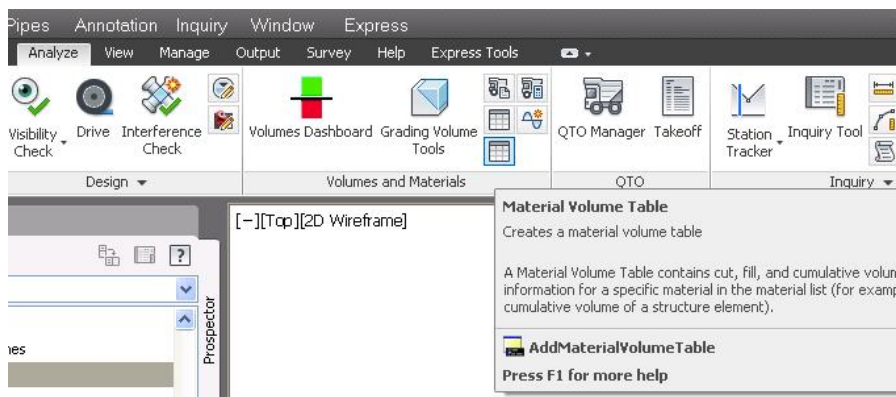 Pipes Annotation Inquiry Window Express
Analyze View Manage Output Survey Help Express Tools
Visibility Check
Drive
Interference Check
Volumes Dashboard
Grading Volume Tools
QTO Manager
Takeoff
Station Tracker
Inquiry Tool
Design
Volumes and Materials
QTO
Inquiry
[−][Top][2D Wireframe]
Prospector
nes
Material Volume Table
Creates a material volume table
A Material Volume Table contains cut, fill, and cumulative volun
information for a specific material in the material list (for examp
cumulative volume of a structure element).
AddMaterialVolumeTable
Press F1 for more help